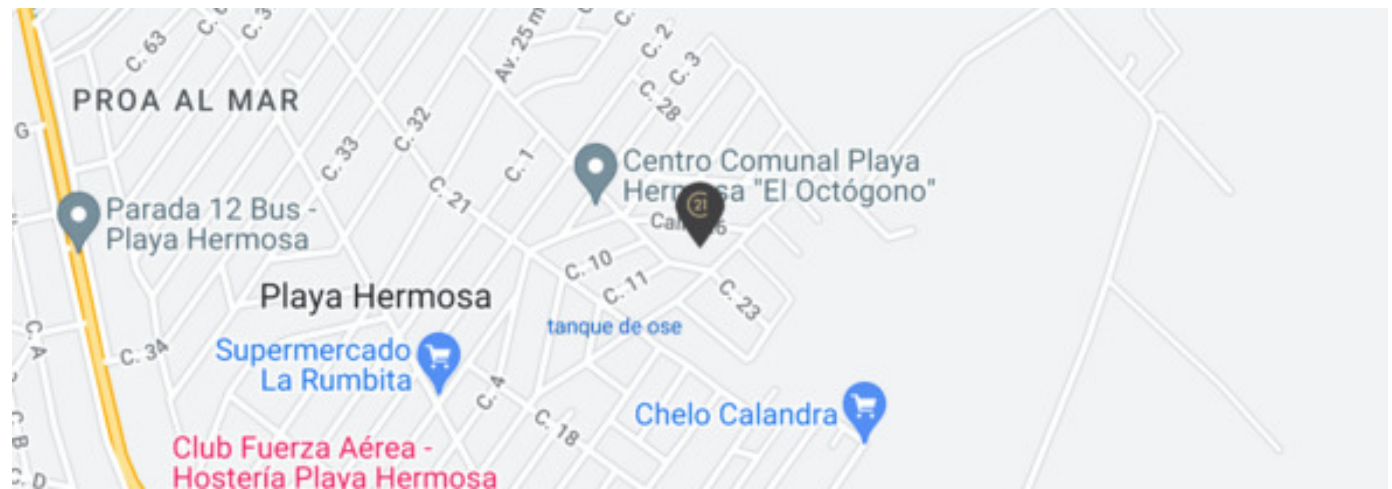 C. 63
C. 3
Av. 25 m
C. 2
C. 3
C. 28
PROA AL MAR
G
C. 32
C. 33
C. 1
C. 21
Centro Comunal Playa
Hermosa "El Octógono"
21
Parada 12 Bus -
Playa Hermosa
C. 10
C. 11
C. 23
Playa Hermosa
tanque de ose
C. A
C. 34
Supermercado
La Rumbita
C. 4
C. 18
Chelo Calandra
C. B
Club Fuerza Aérea -
Hostería Playa Hermosa
D